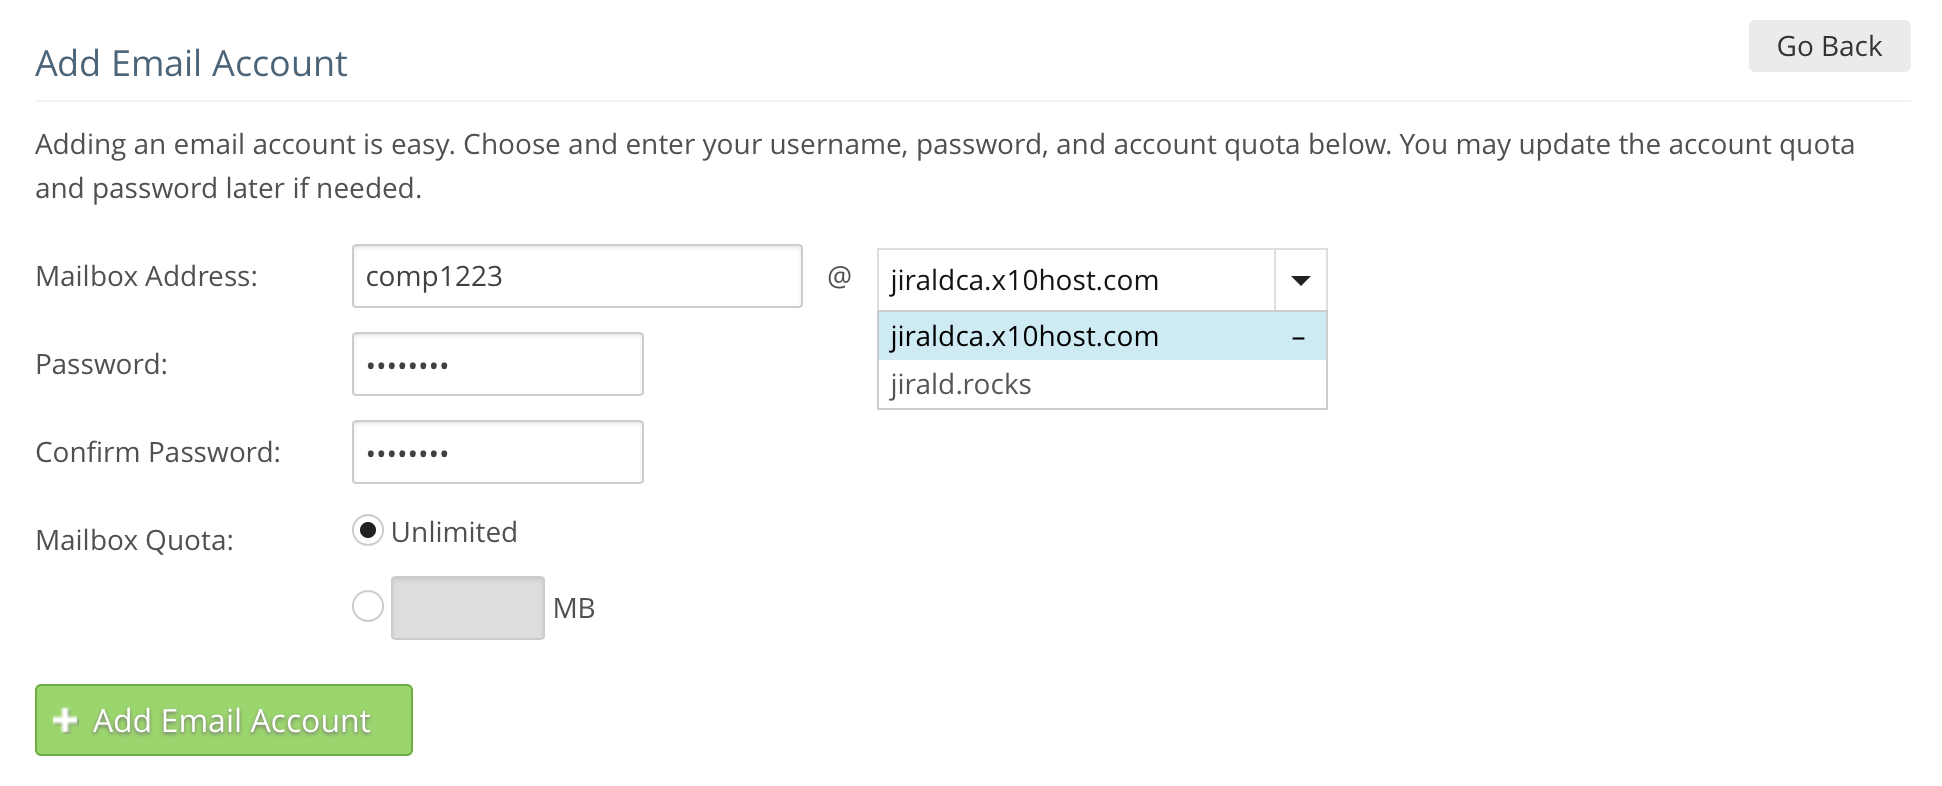 Add Email Account
Go Back
Adding an email account is easy. Choose and enter your username, password, and account quota below. You may update the account quota
and password later if needed.
Mailbox Address:
comp1223
@
jiraldca.x10host.com
jiraldca.x10host.com –
jirald.rocks
Password:
••••••••
Confirm Password:
••••••••
Mailbox Quota:
Unlimited
MB
Add Email Account